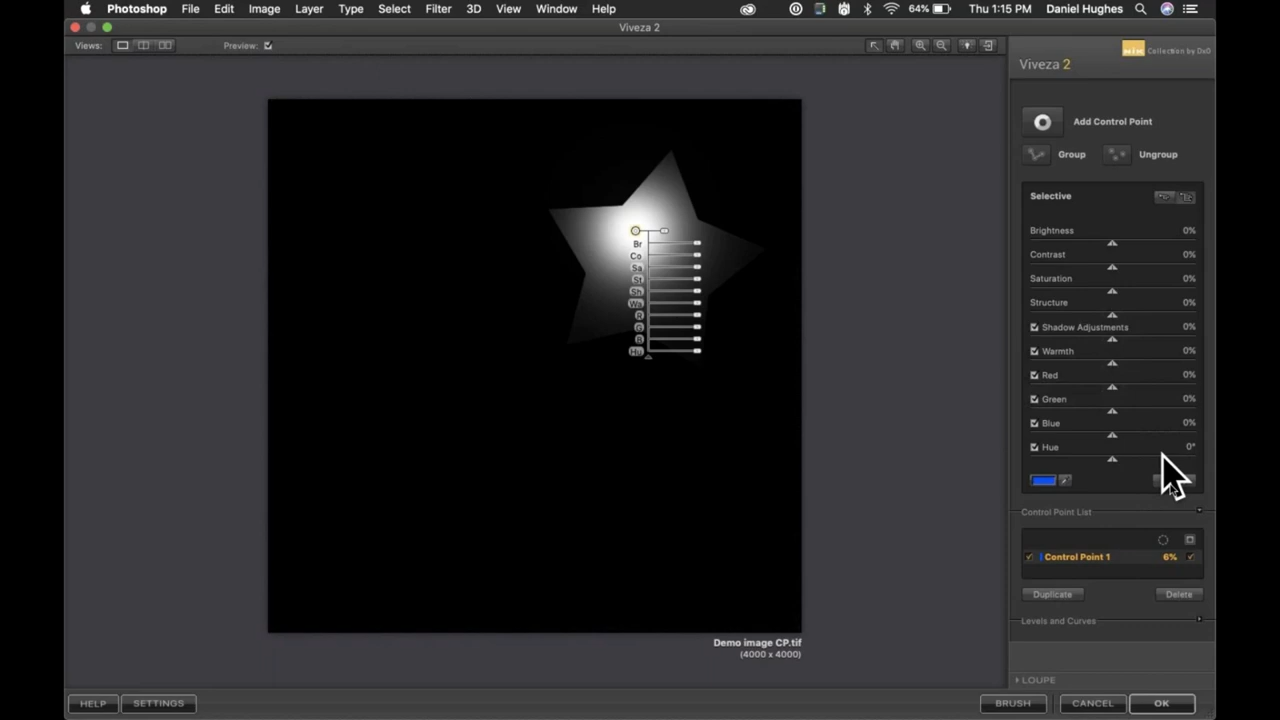 Photoshop File Edit Image Layer Type Select Filter 3D View Window Help 64% Thu 1:15 PM Daniel Hughes
Viveza 2
Views: Preview:
nik Collection by DxO
Viveza 2
Add Control Point
Group Ungroup
Selective
Brightness 0%
Contrast 0%
Saturation 0%
Structure 0%
Shadow Adjustments 0%
Warmth 0%
Red 0%
Green 0%
Blue 0%
Hue 0°
Br
Co
Sa
St
Sh
Wa
R
G
B
Hu
Control Point List
Control Point 1 6%
Duplicate Delete
Levels and Curves
Demo image CP.tif
(4000 x 4000)
LOUPE
HELP SETTINGS BRUSH CANCEL OK